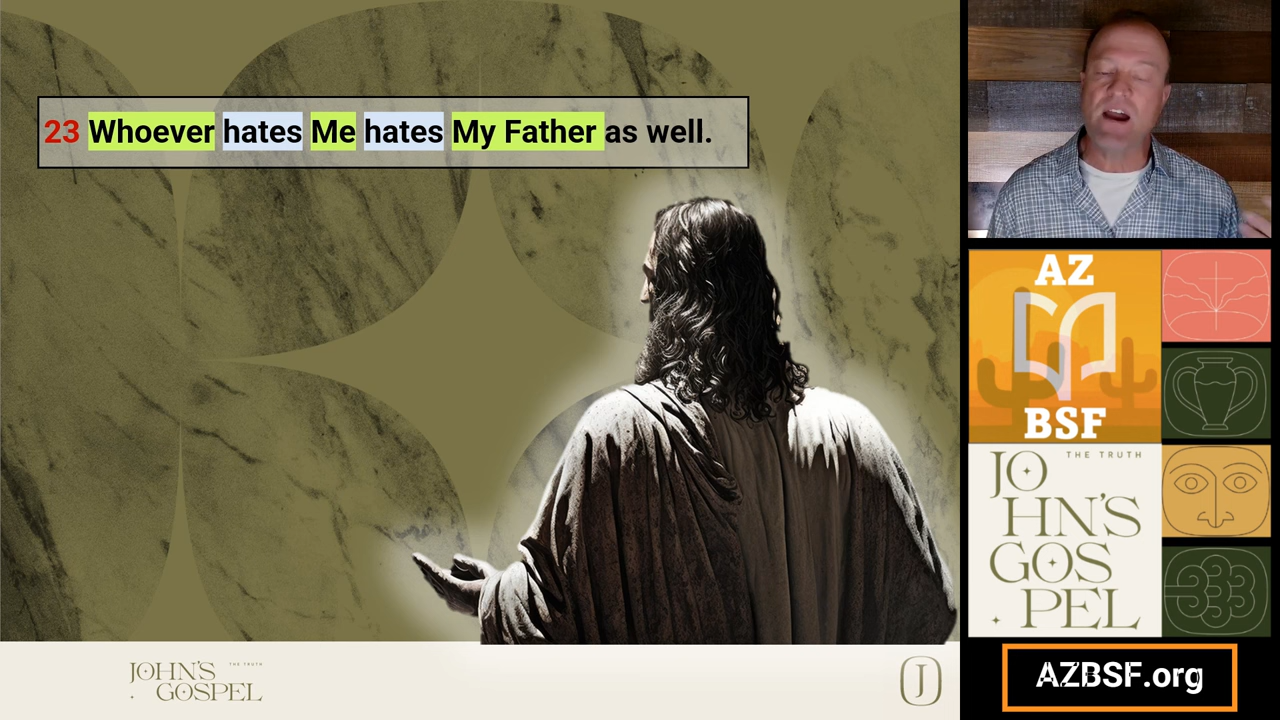 23 Whoever hates Me hates My Father as well.
JOHN'S THE TRUTH
GOSPEL
J
AZ
BSF
JO THE TRUTH
HN'S
GOS
PEL
AZBSF.org